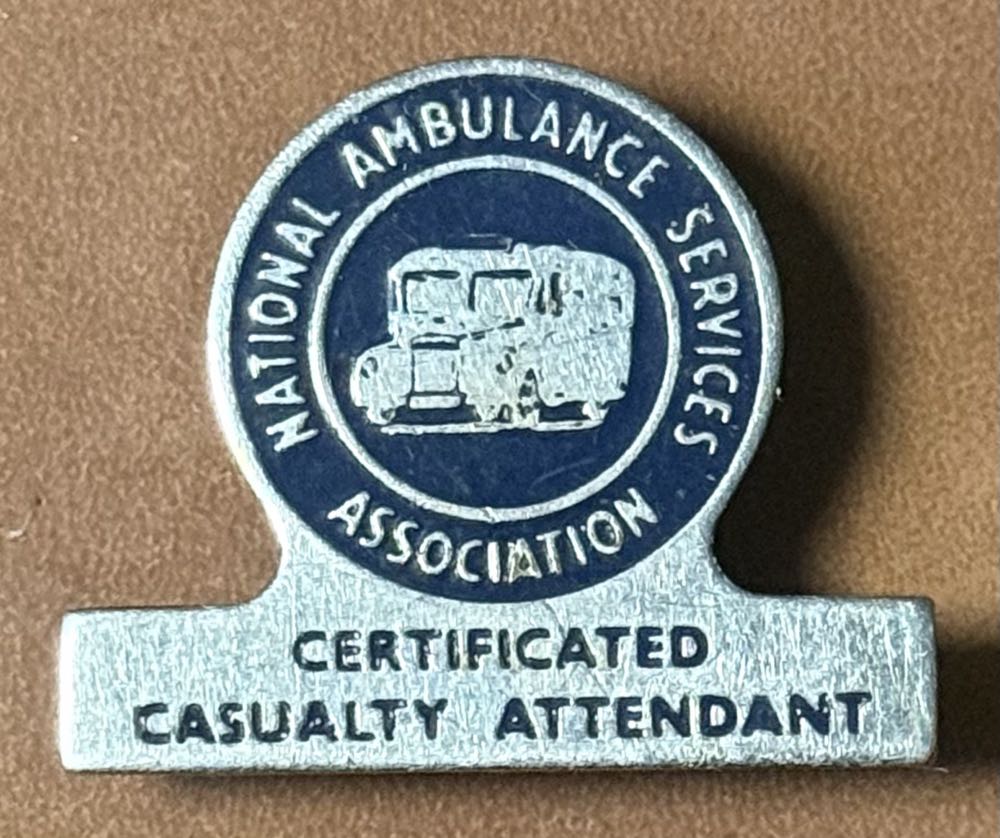 NATIONAL AMBULANCE SERVICES
ASSOCIATION
CERTIFICATED
CASUALTY ATTENDANT